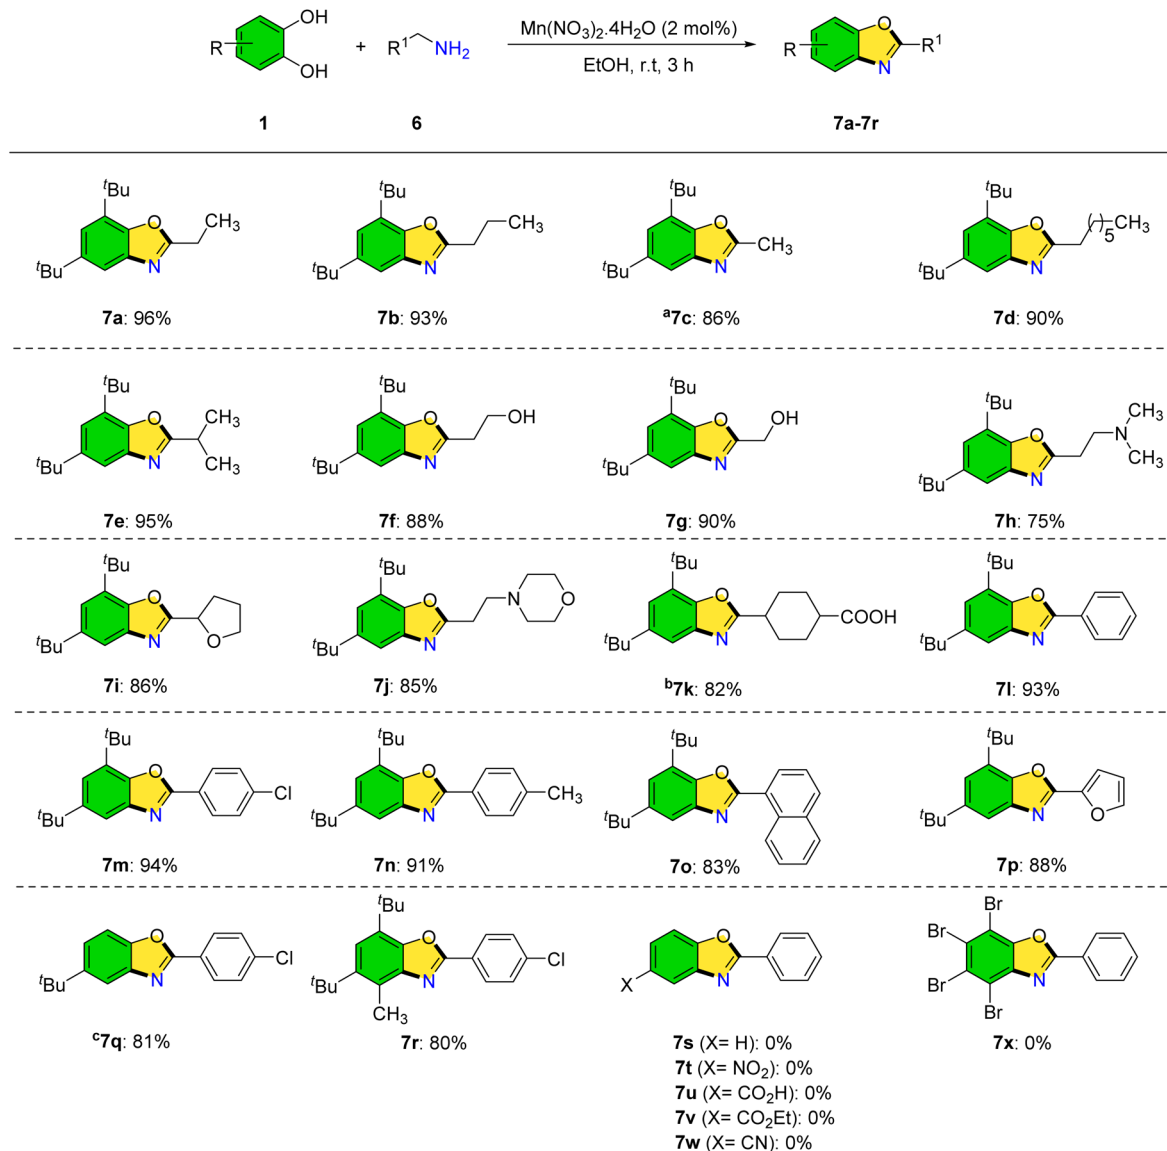 R OH OH + R¹ NH₂ Mn(NO₃)₂.4H₂O (2 mol%) R O N R¹
EtOH, r.t, 3 h
1 6 7a-7r
ᵗBu ᵗBu O N CH₃
ᵗBu ᵗBu O N CH₃
ᵗBu ᵗBu O N CH₃
ᵗBu ᵗBu O N ( )5 CH₃
7a: 96% 7b: 93% ᵃ7c: 86% 7d: 90%
ᵗBu ᵗBu O N CH₃ CH₃
ᵗBu ᵗBu O N OH
ᵗBu ᵗBu O N OH
ᵗBu ᵗBu O N N CH₃ CH₃
7e: 95% 7f: 88% 7g: 90% 7h: 75%
ᵗBu ᵗBu O N O
ᵗBu ᵗBu O N N O
ᵗBu ᵗBu O N COOH
ᵗBu ᵗBu O N
7i: 86% 7j: 85% ᵇ7k: 82% 7l: 93%
ᵗBu ᵗBu O N Cl
ᵗBu ᵗBu O N CH₃
ᵗBu ᵗBu O N
ᵗBu ᵗBu O N O
7m: 94% 7n: 91% 7o: 83% 7p: 88%
ᵗBu O N Cl
ᵗBu ᵗBu CH₃ O N Cl
X O N
Br Br Br Br O N
ᶜ7q: 81% 7r: 80% 7s (X= H): 0% 7x: 0%
7t (X= NO₂): 0%
7u (X= CO₂H): 0%
7v (X= CO₂Et): 0%
7w (X= CN): 0%